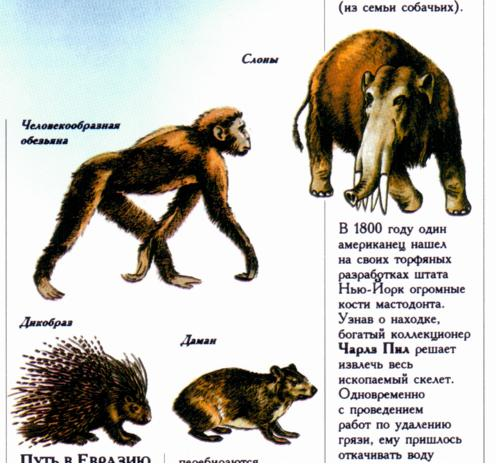 (из семьи собачьих).
Слоны
Человекообразная
обезьяна
В 1800 году один
американец нашел
на своих торфяных
разработках штата
Нью-Йорк огромные
кости мастодонта.
Узнав о находке,
богатый коллекционер
Чарлз Пил решает
извлечь весь
ископаемый скелет.
Одновременно
с проведением
работ по удалению
грязи, ему пришлось
откачивать воду
Дикобраз
Даман
Путь в Евразию
перебираются